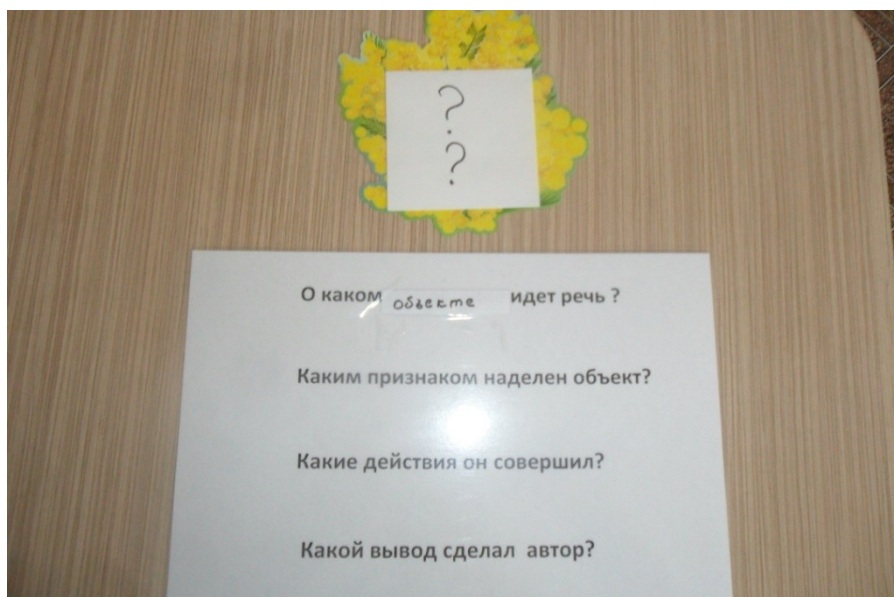 ?
?
О каком объекте идет речь ?
Каким признаком наделен объект?
Какие действия он совершил?
Какой вывод сделал автор?